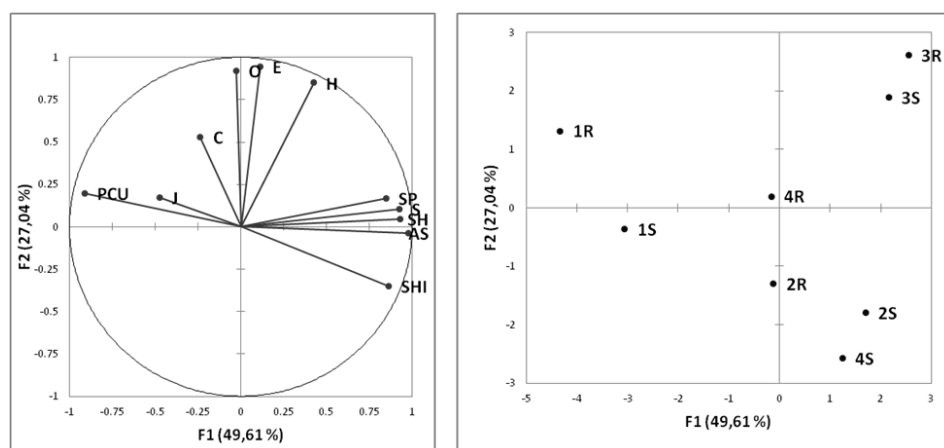 1
0.75
0.5
0.25
0
-0.25
-0.5
-0.75
-1
-1
-0.75
-0.5
-0.25
0
0.25
0.5
0.75
1
F2 (27,04 %)
F1 (49,61 %)
O
E
H
C
PCU
J
SP
S
SH
AS
SHI
3
2
1
0
-1
-2
-3
-5
-4
-3
-2
-1
0
1
2
3
F2 (27,04 %)
F1 (49,61 %)
3R
3S
1R
4R
1S
2R
2S
4S